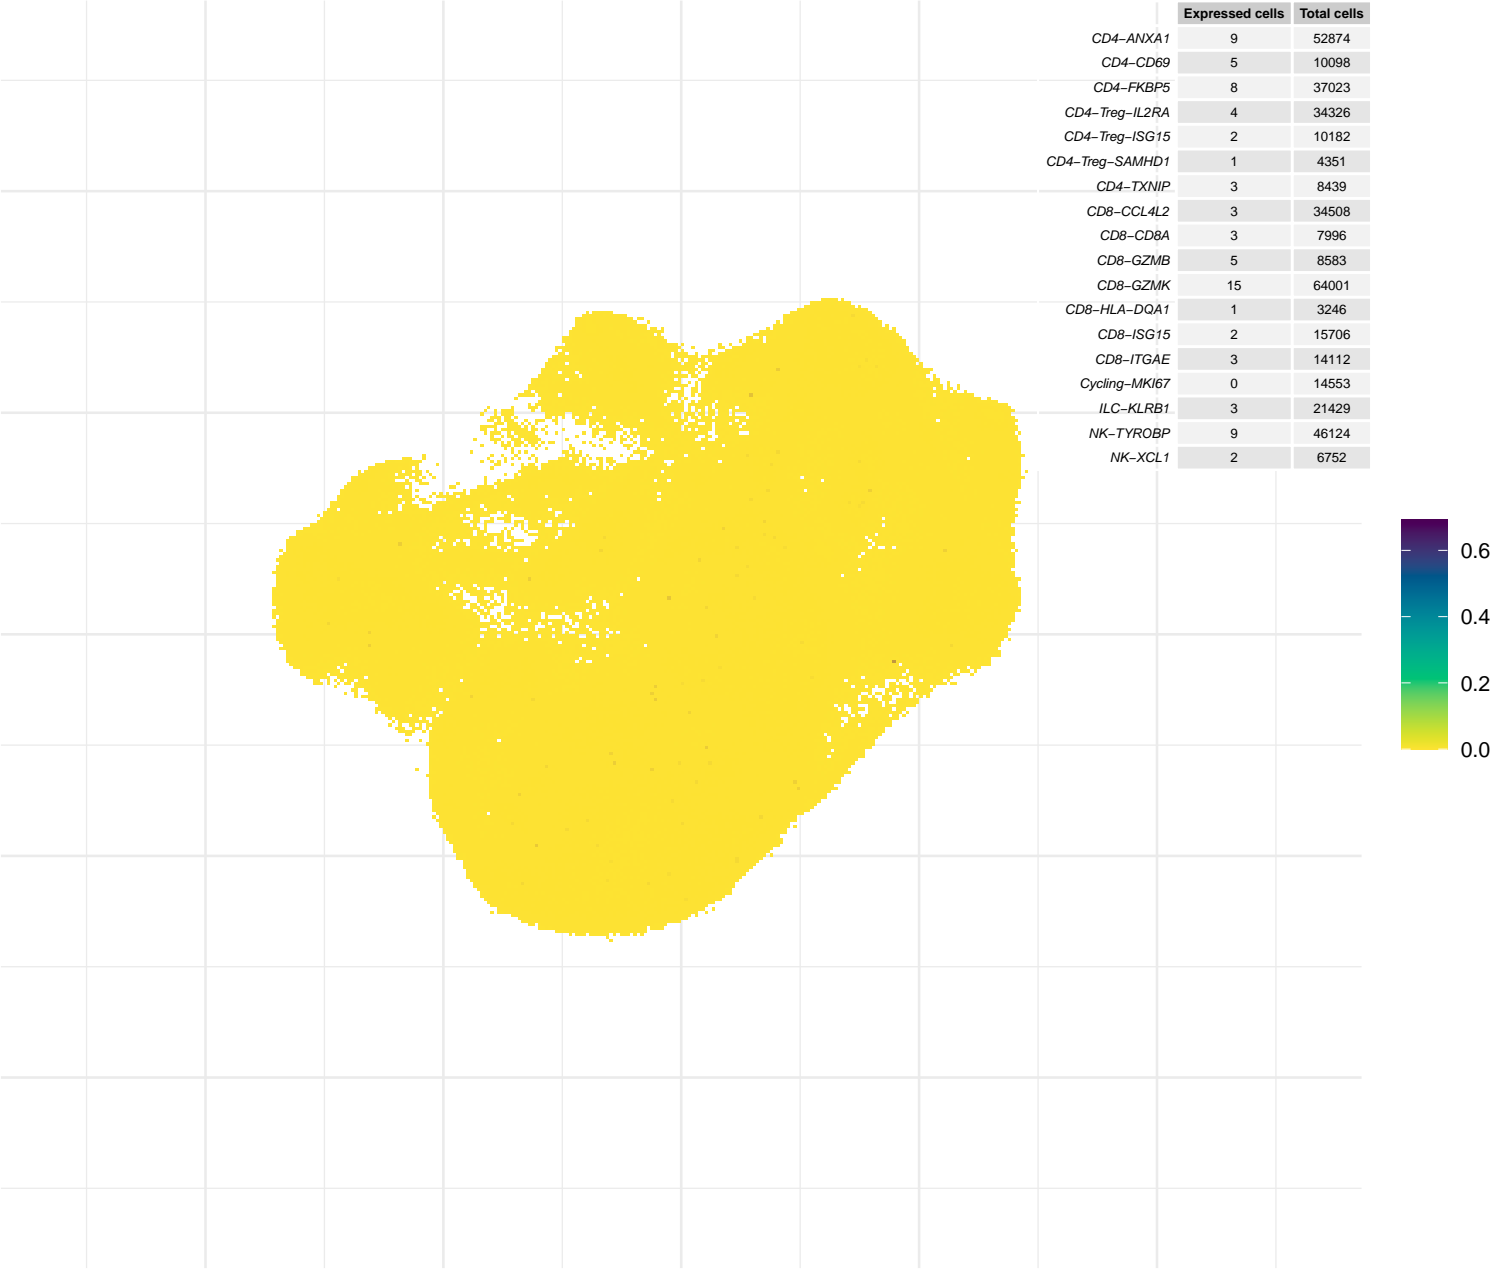 Expressed cells Total cells
CD4−ANXA1 9 52874
CD4−CD69 5 10098
CD4−FKBP5 8 37023
CD4−Treg−IL2RA 4 34326
CD4−Treg−ISG15 2 10182
CD4−Treg−SAMHD1 1 4351
CD4−TXNIP 3 8439
CD8−CCL4L2 3 34508
CD8−CD8A 3 7996
CD8−GZMB 5 8583
CD8−GZMK 15 64001
CD8−HLA−DQA1 1 3246
CD8−ISG15 2 15706
CD8−ITGAE 3 14112
Cycling−MKI67 0 14553
ILC−KLRB1 3 21429
NK−TYROBP 9 46124
NK−XCL1 2 6752
0.6
0.4
0.2
0.0